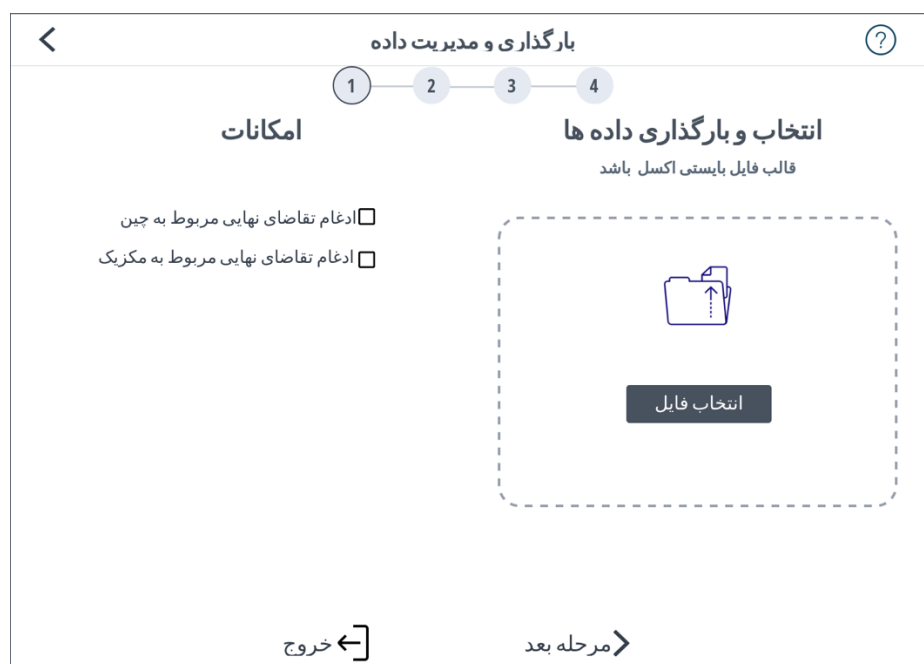 بارگذاری و مدیریت داده
?
1 2 3 4
انتخاب و بارگذاری داده ها
قالب فایل بایستی اکسل باشد
انتخاب فایل
امکانات
ادغام تقاضای نهایی مربوط به چین
ادغام تقاضای نهایی مربوط به مکزیک
مرحله بعد
خروج